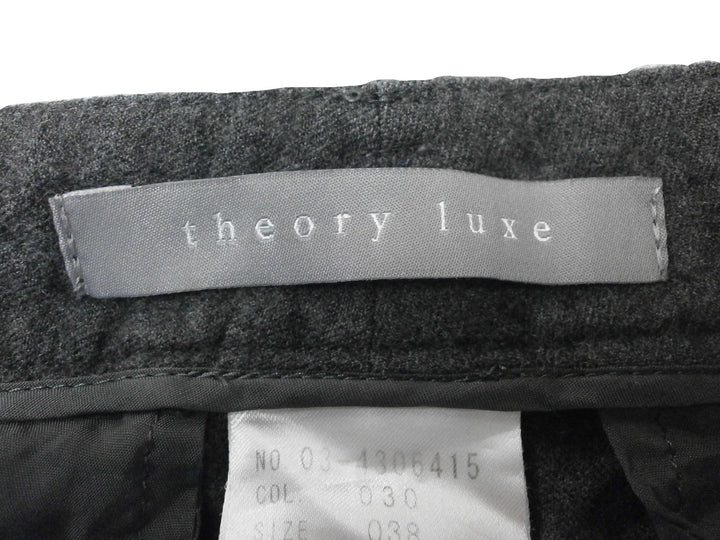 theory luxe
NO 03-4306415
COL. 030
SIZE 038